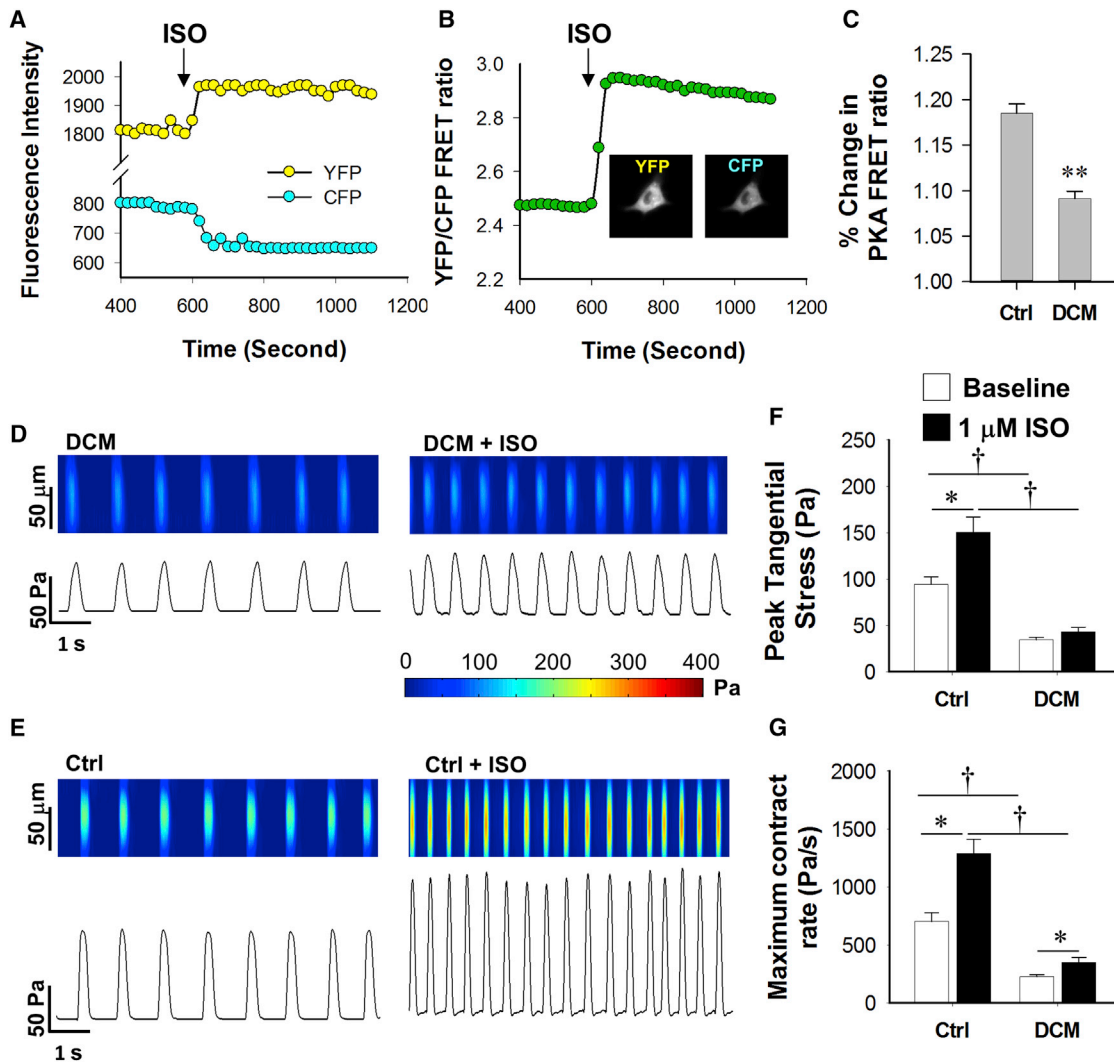 A
ISO
Fluorescence Intensity
2000
1900
1800
800
700
600
YFP
CFP
400 600 800 1000 1200
Time (Second)
B
ISO
YFP/CFP FRET ratio
3.0
2.8
2.6
2.4
2.2
YFP CFP
400 600 800 1000 1200
Time (Second)
C
% Change in
PKA FRET ratio
1.25
1.20
1.15
1.10
1.05
1.00
**
Ctrl DCM
D
DCM
DCM + ISO
50 µm
50 Pa
1 s
0 100 200 300 400
Pa
E
Ctrl
Ctrl + ISO
50 µm
50 Pa
1 s
Baseline
1 µM ISO
F
Peak Tangential
Stress (Pa)
250
200
150
100
50
0
†
* †
Ctrl DCM
G
Maximum contract
rate (Pa/s)
2000
1500
1000
500
0
†
* †
*
Ctrl DCM